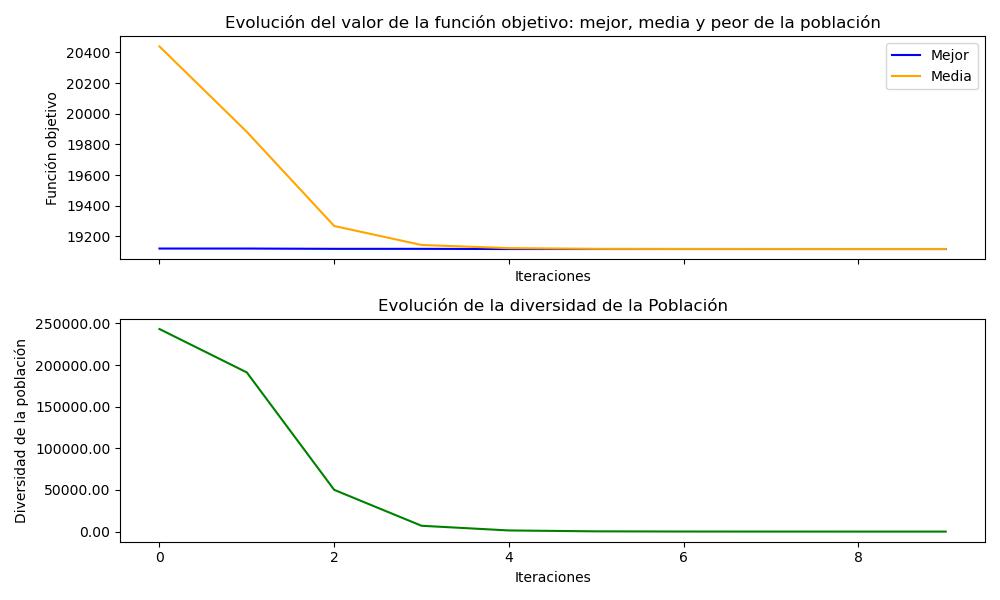 Evolución del valor de la función objetivo: mejor, media y peor de la población
20400
20200
20000
19800
19600
19400
19200
Función objetivo
Mejor
Media
Iteraciones
Evolución de la diversidad de la Población
250000.00
200000.00
150000.00
100000.00
50000.00
0.00
Diversidad de la población
0 2 4 6 8
Iteraciones